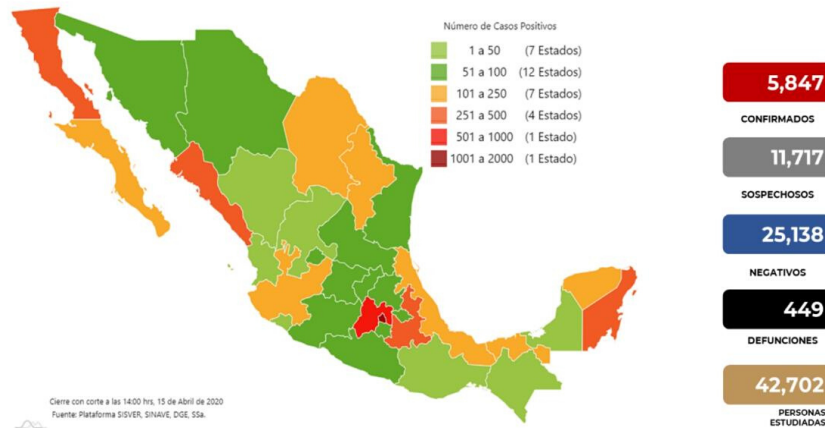 Número de Casos Positivos
1 a 50 (7 Estados)
51 a 100 (12 Estados)
101 a 250 (7 Estados)
251 a 500 (4 Estados)
501 a 1000 (1 Estado)
1001 a 2000 (1 Estado)
5,847
CONFIRMADOS
11,717
SOSPECHOSOS
25,138
NEGATIVOS
449
DEFUNCIONES
42,702
PERSONAS
ESTUDIADAS
Cierre con corte a las 14:00 hrs, 15 de Abril de 2020
Fuente: Plataforma SISVER, SINAVE, DGE, SSa.